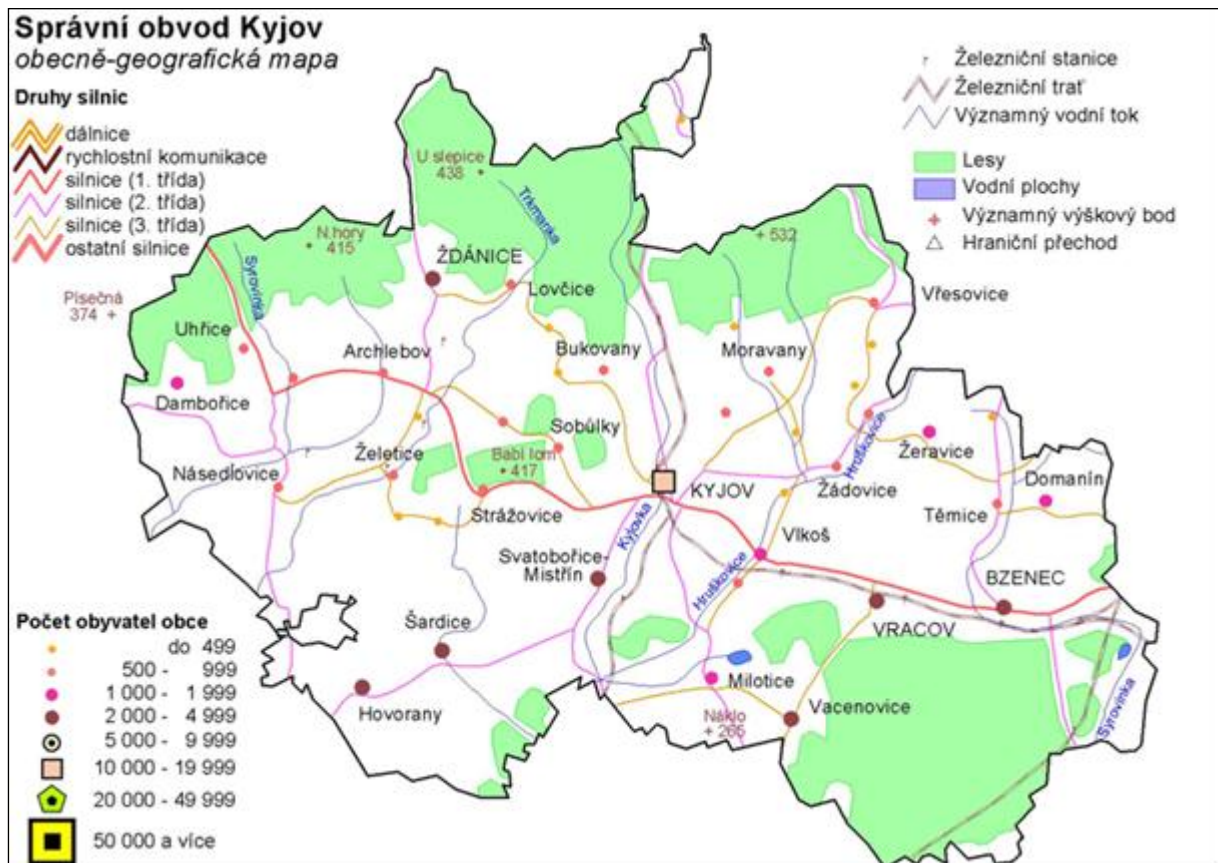 Správní obvod Kyjov
obecně-geografická mapa
Druhy silnic
dálnice
rychlostní komunikace
silnice (1. třída)
silnice (2. třída)
silnice (3. třída)
ostatní silnice
Železniční stanice
Železniční trať
Významný vodní tok
Lesy
Vodní plochy
Významný výškový bod
Hraniční přechod
U slepice
438
Trkmanka
N.hory
415
ŽDÁNICE
+ 532
Syrovinka
Lovčice
Písečná
374 +
Vřesovice
Uhřice
Archlebov
Bukovany
Moravany
Dambořice
Sobůlky
Hruškovice
Násedlovice
Želetice
Babí lom
417
Žeravice
KYJOV
Žádovice
Domanín
Strážovice
Těmice
Kyjovka
Vlkoš
Svatobořice-
Mistřín
Hruškovice
BZENEC
Šardice
VRACOV
Milotice
Hovorany
Vacenovice
Náklo
+ 265
Syrovinka
Počet obyvatel obce
do 499
500 - 999
1 000 - 1 999
2 000 - 4 999
5 000 - 9 999
10 000 - 19 999
20 000 - 49 999
50 000 a více